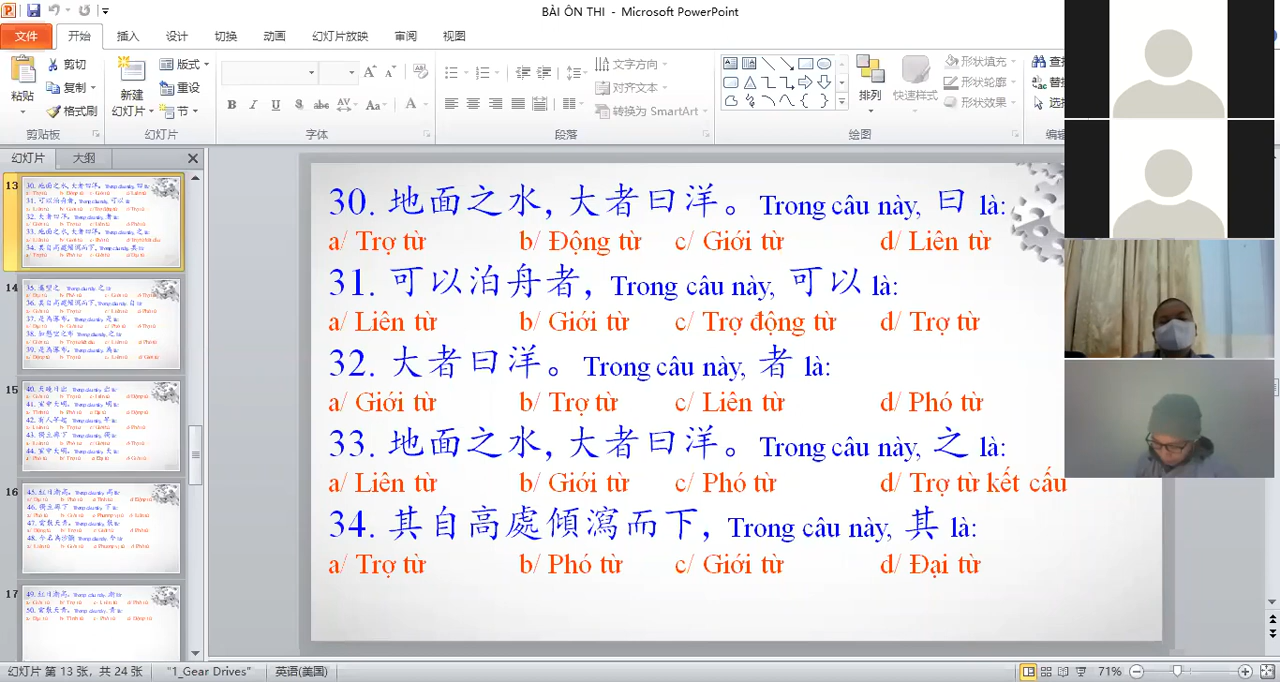 BÀI ÔN THI - Microsoft PowerPoint
文件 开始 插入 设计 切换 动画 幻灯片放映 审阅 视图
剪切 复制 格式刷 粘贴 剪贴板
版式 重设 节 新建 幻灯片 幻灯片
B I U S abc AV Aa A 字体
文字方向 对齐文本 转换为 SmartArt 段落
排列 快速样式 形状填充 形状轮廓 形状效果 绘图
幻灯片 大纲
13
14
15
16
17
30. 地面之水, 大者曰洋。Trong câu này, 曰 là:
a/ Trợ từ b/ Động từ c/ Giới từ d/ Liên từ
31. 可以泊舟者, Trong câu này, 可以 là:
a/ Liên từ b/ Giới từ c/ Trợ động từ d/ Trợ từ
32. 大者曰洋。Trong câu này, 者 là:
a/ Giới từ b/ Trợ từ c/ Liên từ d/ Phó từ
33. 地面之水, 大者曰洋。Trong câu này, 之 là:
a/ Liên từ b/ Giới từ c/ Phó từ d/ Trợ từ kết cấu
34. 其自高處傾瀉而下, Trong câu này, 其 là:
a/ Trợ từ b/ Phó từ c/ Giới từ d/ Đại từ
幻灯片 第 13 张，共 24 张 "1_Gear Drives" 英语(美国) 71%